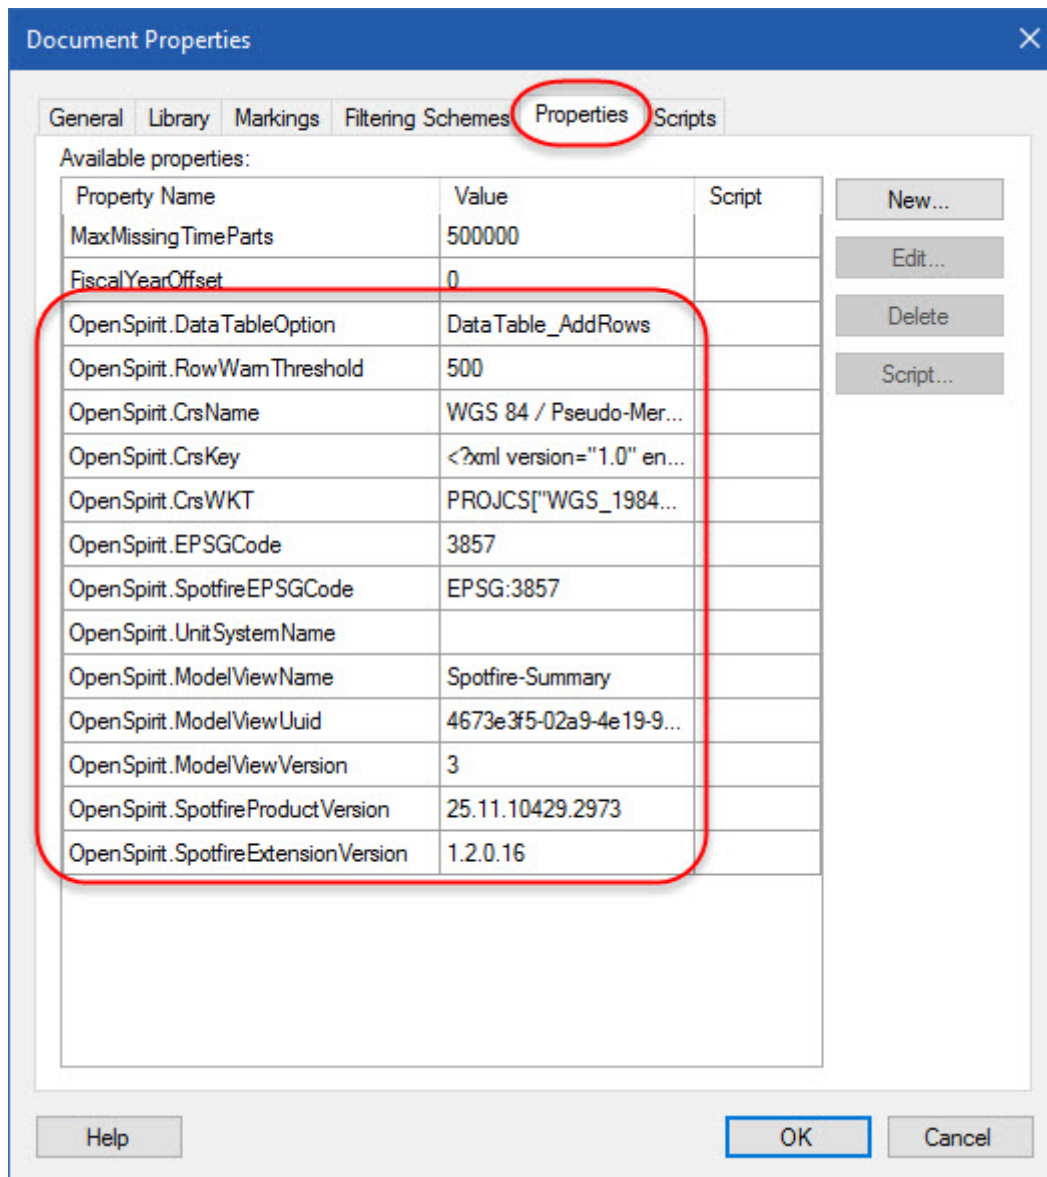 Document Properties
General Library Markings Filtering Schemes Properties Scripts
Available properties:
Property Name Value Script
MaxMissingTimeParts 500000
FiscalYearOffset 0
OpenSpirit.DataTableOption DataTable_AddRows
OpenSpirit.RowWarnThreshold 500
OpenSpirit.CrsName WGS 84 / Pseudo-Mer...
OpenSpirit.CrsKey <?xml version="1.0" en...
OpenSpirit.CrsWKT PROJCS["WGS_1984...
OpenSpirit.EPSGCode 3857
OpenSpirit.SpotfireEPSGCode EPSG:3857
OpenSpirit.UnitSystemName
OpenSpirit.ModelViewName Spotfire-Summary
OpenSpirit.ModelViewUuid 4673e3f5-02a9-4e19-9...
OpenSpirit.ModelViewVersion 3
OpenSpirit.SpotfireProductVersion 25.11.10429.2973
OpenSpirit.SpotfireExtensionVersion 1.2.0.16
New...
Edit...
Delete
Script...
Help OK Cancel